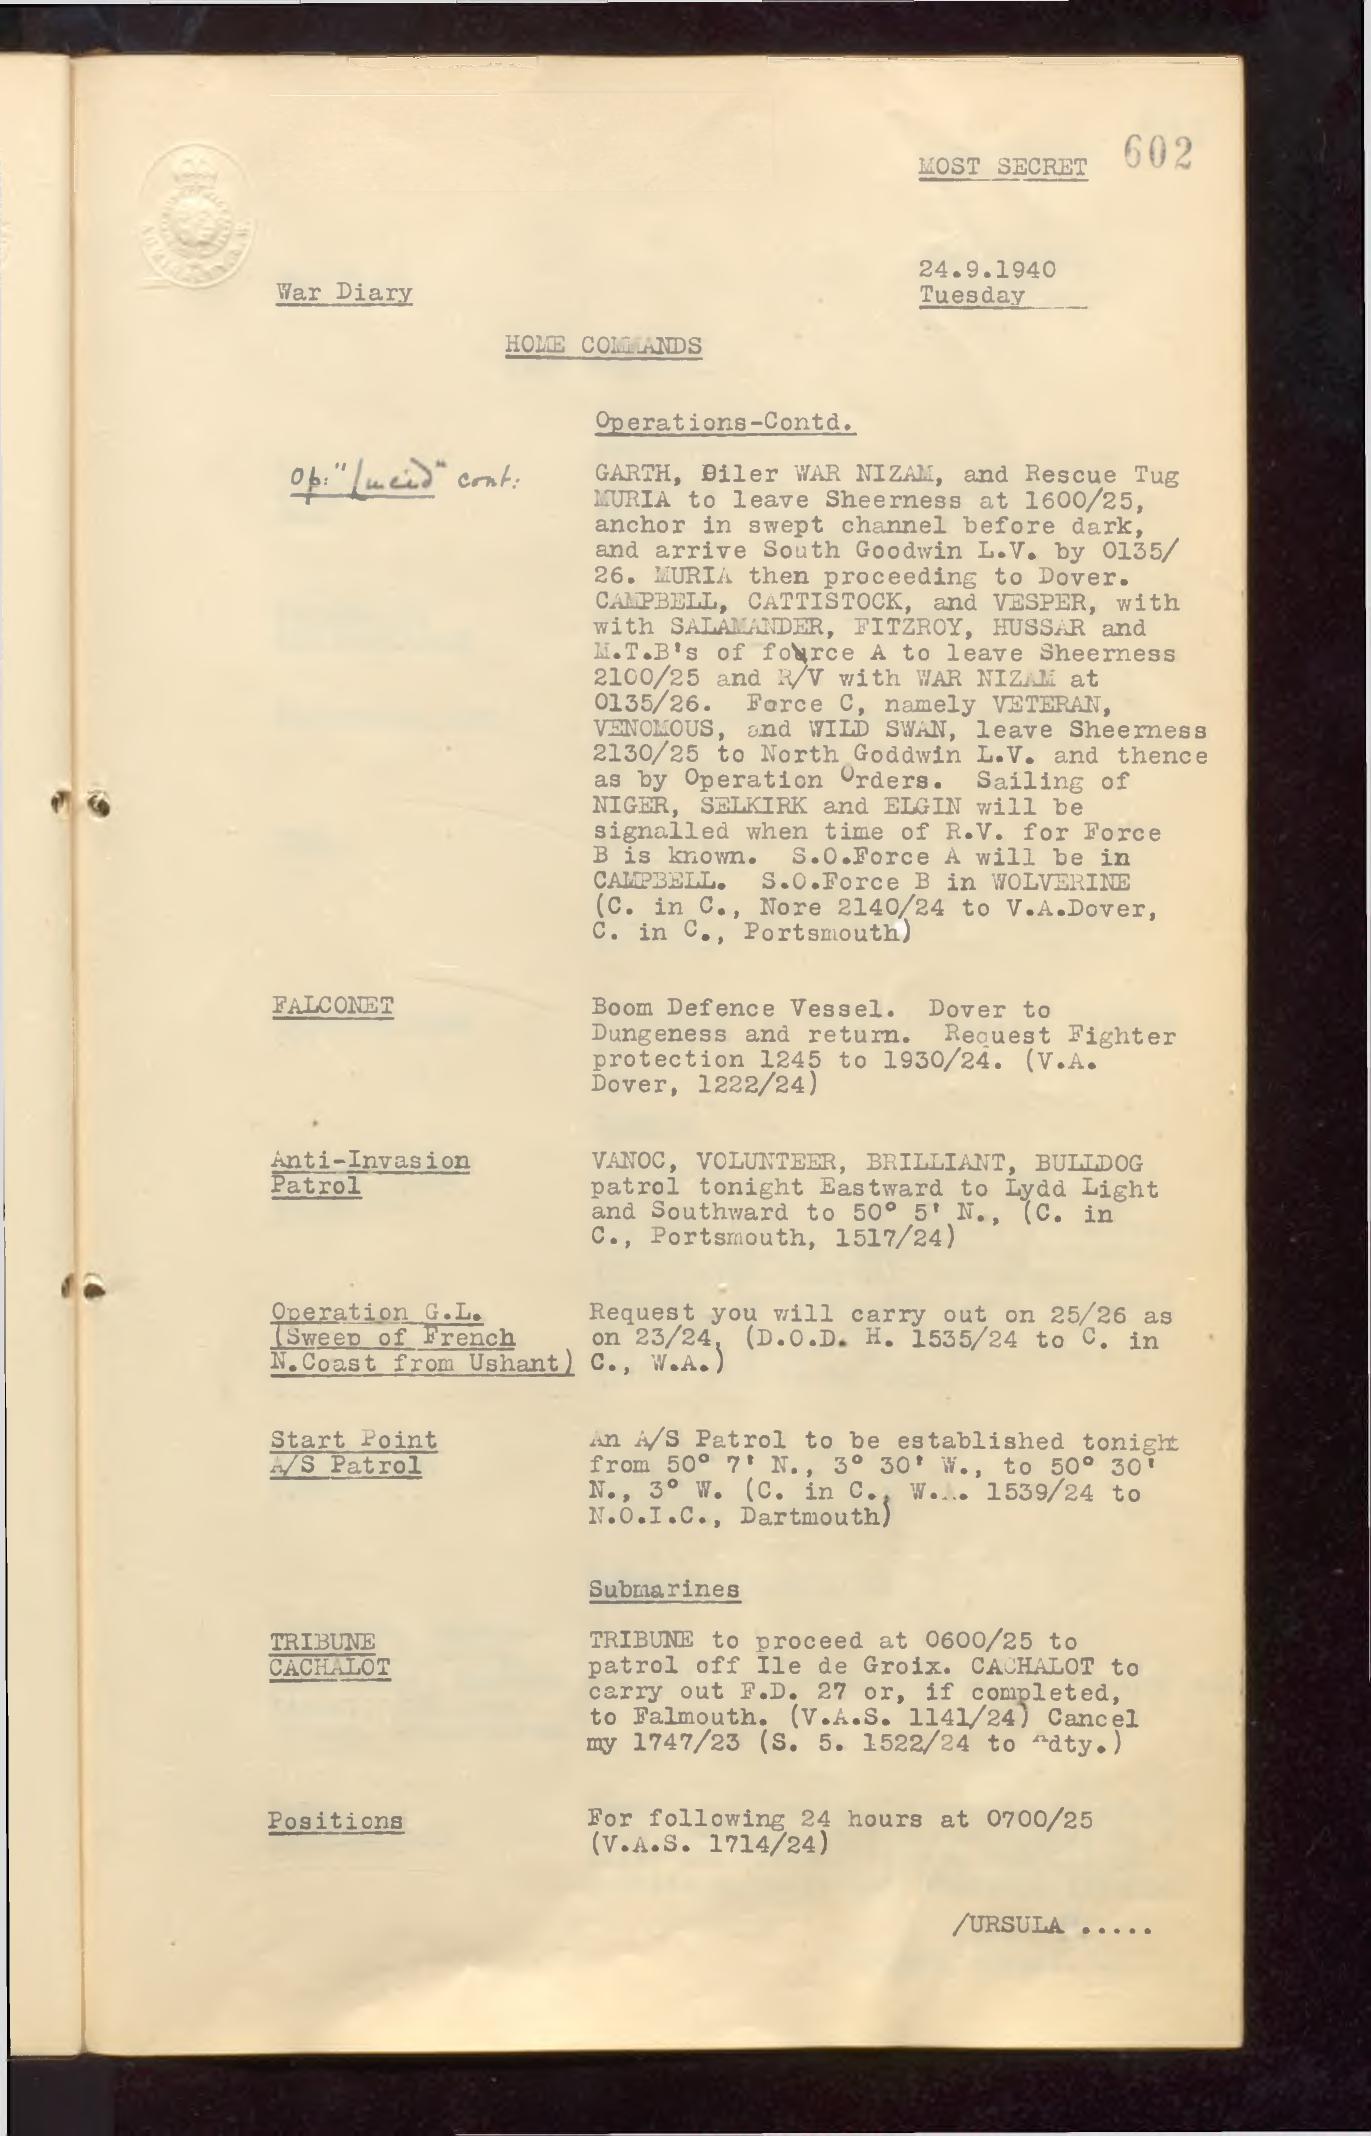 MOST SECRET 602
24.9.1940
War Diary Tuesday
HOME COMMANDS
Operations-Contd.
Op: "Lucid" cont:
GARTH, Oiler WAR NIZAM, and Rescue Tug
MURIA to leave Sheerness at 1600/25,
anchor in swept channel before dark,
and arrive South Goodwin L.V. by 0135/
26. MURIA then proceeding to Dover.
CAMPBELL, CATTISTOCK, and VESPER, with
with SALAMANDER, FITZROY, HUSSAR and
M.T.B's of fource A to leave Sheerness
2100/25 and R/V with WAR NIZAM at
0135/26. Force C, namely VETERAN,
VENOMOUS, and WILD SWAN, leave Sheerness
2130/25 to North Goddwin L.V. and thence
as by Operation Orders. Sailing of
NIGER, SELKIRK and ELGIN will be
signalled when time of R.V. for Force
B is known. S.O.Force A will be in
CAMPBELL. S.O.Force B in WOLVERINE
(C. in C., Nore 2140/24 to V.A.Dover,
C. in C., Portsmouth)
FALCONET
Boom Defence Vessel. Dover to
Dungeness and return. Request Fighter
protection 1245 to 1930/24. (V.A.
Dover, 1222/24)
Anti-Invasion
Patrol
VANOC, VOLUNTEER, BRILLIANT, BULLDOG
patrol tonight Eastward to Lydd Light
and Southward to 50° 5' N., (C. in
C., Portsmouth, 1517/24)
Operation G.L.
(Sweep of French
N.Coast from Ushant)
Request you will carry out on 25/26 as
on 23/24, (D.O.D. H. 1535/24 to C. in
C., W.A.)
Start Point
A/S Patrol
An A/S Patrol to be established tonight
from 50° 7' N., 3° 30' W., to 50° 30'
N., 3° W. (C. in C., W.A. 1539/24 to
N.O.I.C., Dartmouth)
Submarines
TRIBUNE
CACHALOT
TRIBUNE to proceed at 0600/25 to
patrol off Ile de Groix. CACHALOT to
carry out F.D. 27 or, if completed,
to Falmouth. (V.A.S. 1141/24) Cancel
my 1747/23 (S. 5. 1522/24 to Adty.)
Positions
For following 24 hours at 0700/25
(V.A.S. 1714/24)
/URSULA .....